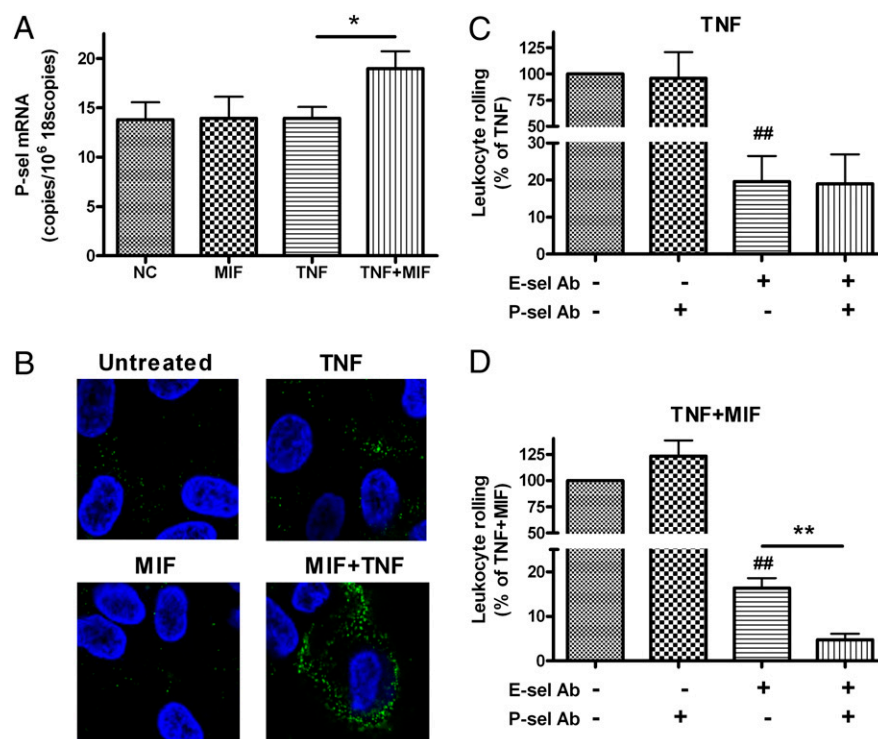 A
P-sel mRNA
(copies/10⁶ 18scopies)
20
15
10
5
0
*
NC MIF TNF TNF+MIF
B
Untreated TNF
MIF MIF+TNF
C
TNF
Leukocyte rolling
(% of TNF)
125
100
75
50
30
20
10
0
##
E-sel Ab - - + +
P-sel Ab - + - +
D
TNF+MIF
Leukocyte rolling
(% of TNF+MIF)
125
100
75
50
20
10
0
##
**
E-sel Ab - - + +
P-sel Ab - + - +